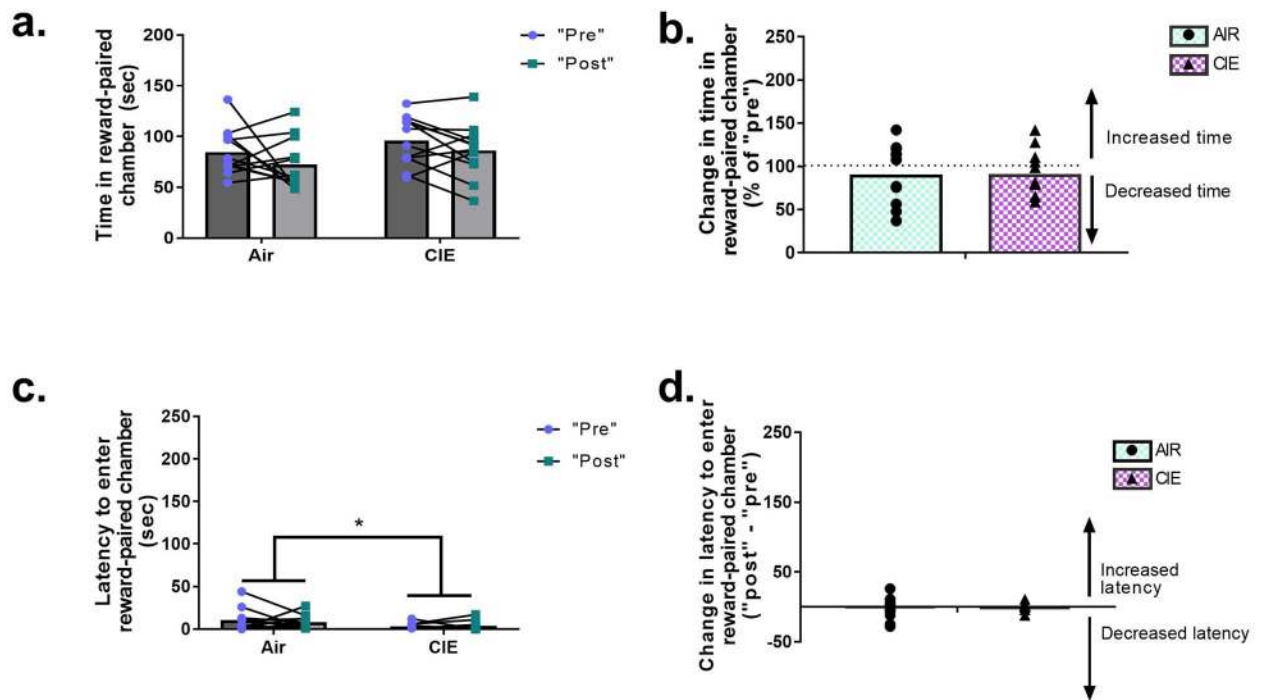 a.
Time in reward-paired
chamber (sec)
200
150
100
50
0
Air
CIE
"Pre"
"Post"
b.
Change in time in
reward-paired chamber
(% of "pre")
250
200
150
100
50
0
AIR
CIE
Increased time
Decreased time
c.
Latency to enter
reward-paired chamber
(sec)
250
200
150
100
50
0
*
Air
CIE
"Pre"
"Post"
d.
Change in latency to enter
reward-paired chamber
("post" - "pre")
250
150
50
-50
AIR
CIE
Increased
latency
Decreased latency